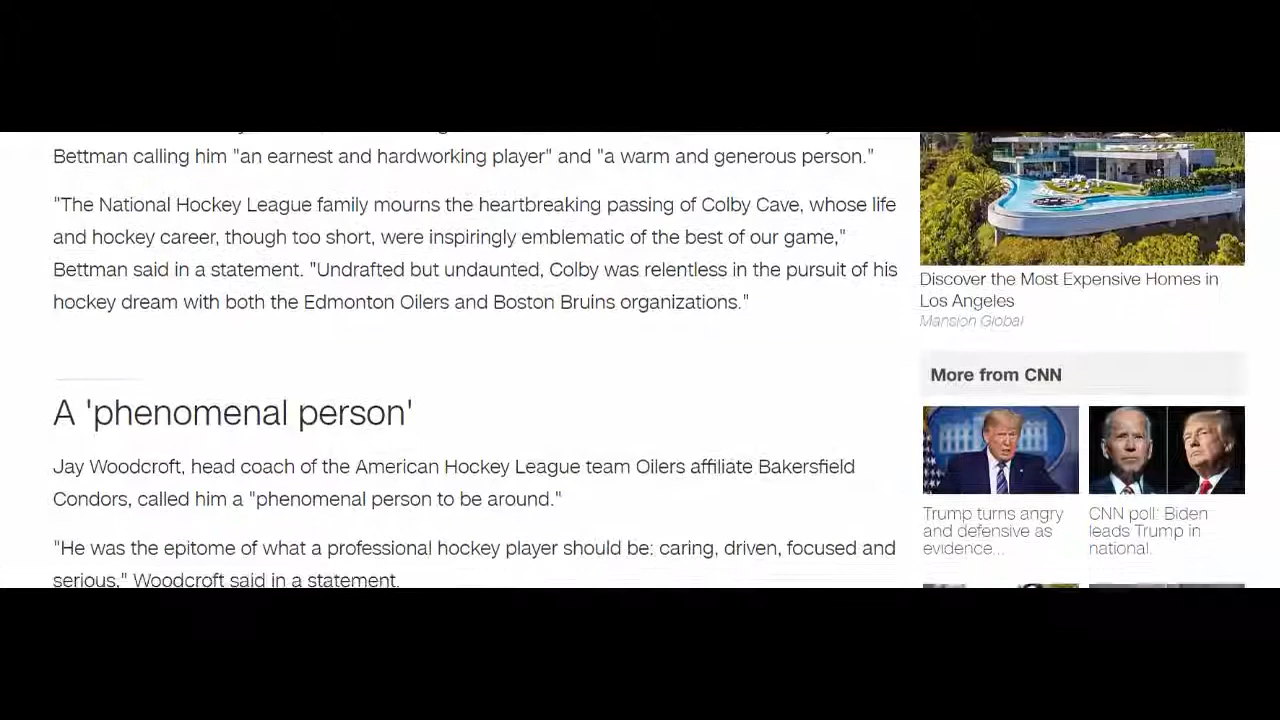 Bettman calling him "an earnest and hardworking player" and "a warm and generous person."
"The National Hockey League family mourns the heartbreaking passing of Colby Cave, whose life
and hockey career, though too short, were inspiringly emblematic of the best of our game,"
Bettman said in a statement. "Undrafted but undaunted, Colby was relentless in the pursuit of his
hockey dream with both the Edmonton Oilers and Boston Bruins organizations."
A 'phenomenal person'
Jay Woodcroft, head coach of the American Hockey League team Oilers affiliate Bakersfield
Condors, called him a "phenomenal person to be around."
"He was the epitome of what a professional hockey player should be: caring, driven, focused and
serious," Woodcroft said in a statement.
Discover the Most Expensive Homes in
Los Angeles
Mansion Global
More from CNN
Trump turns angry
and defensive as
evidence...
CNN poll: Biden
leads Trump in
national.